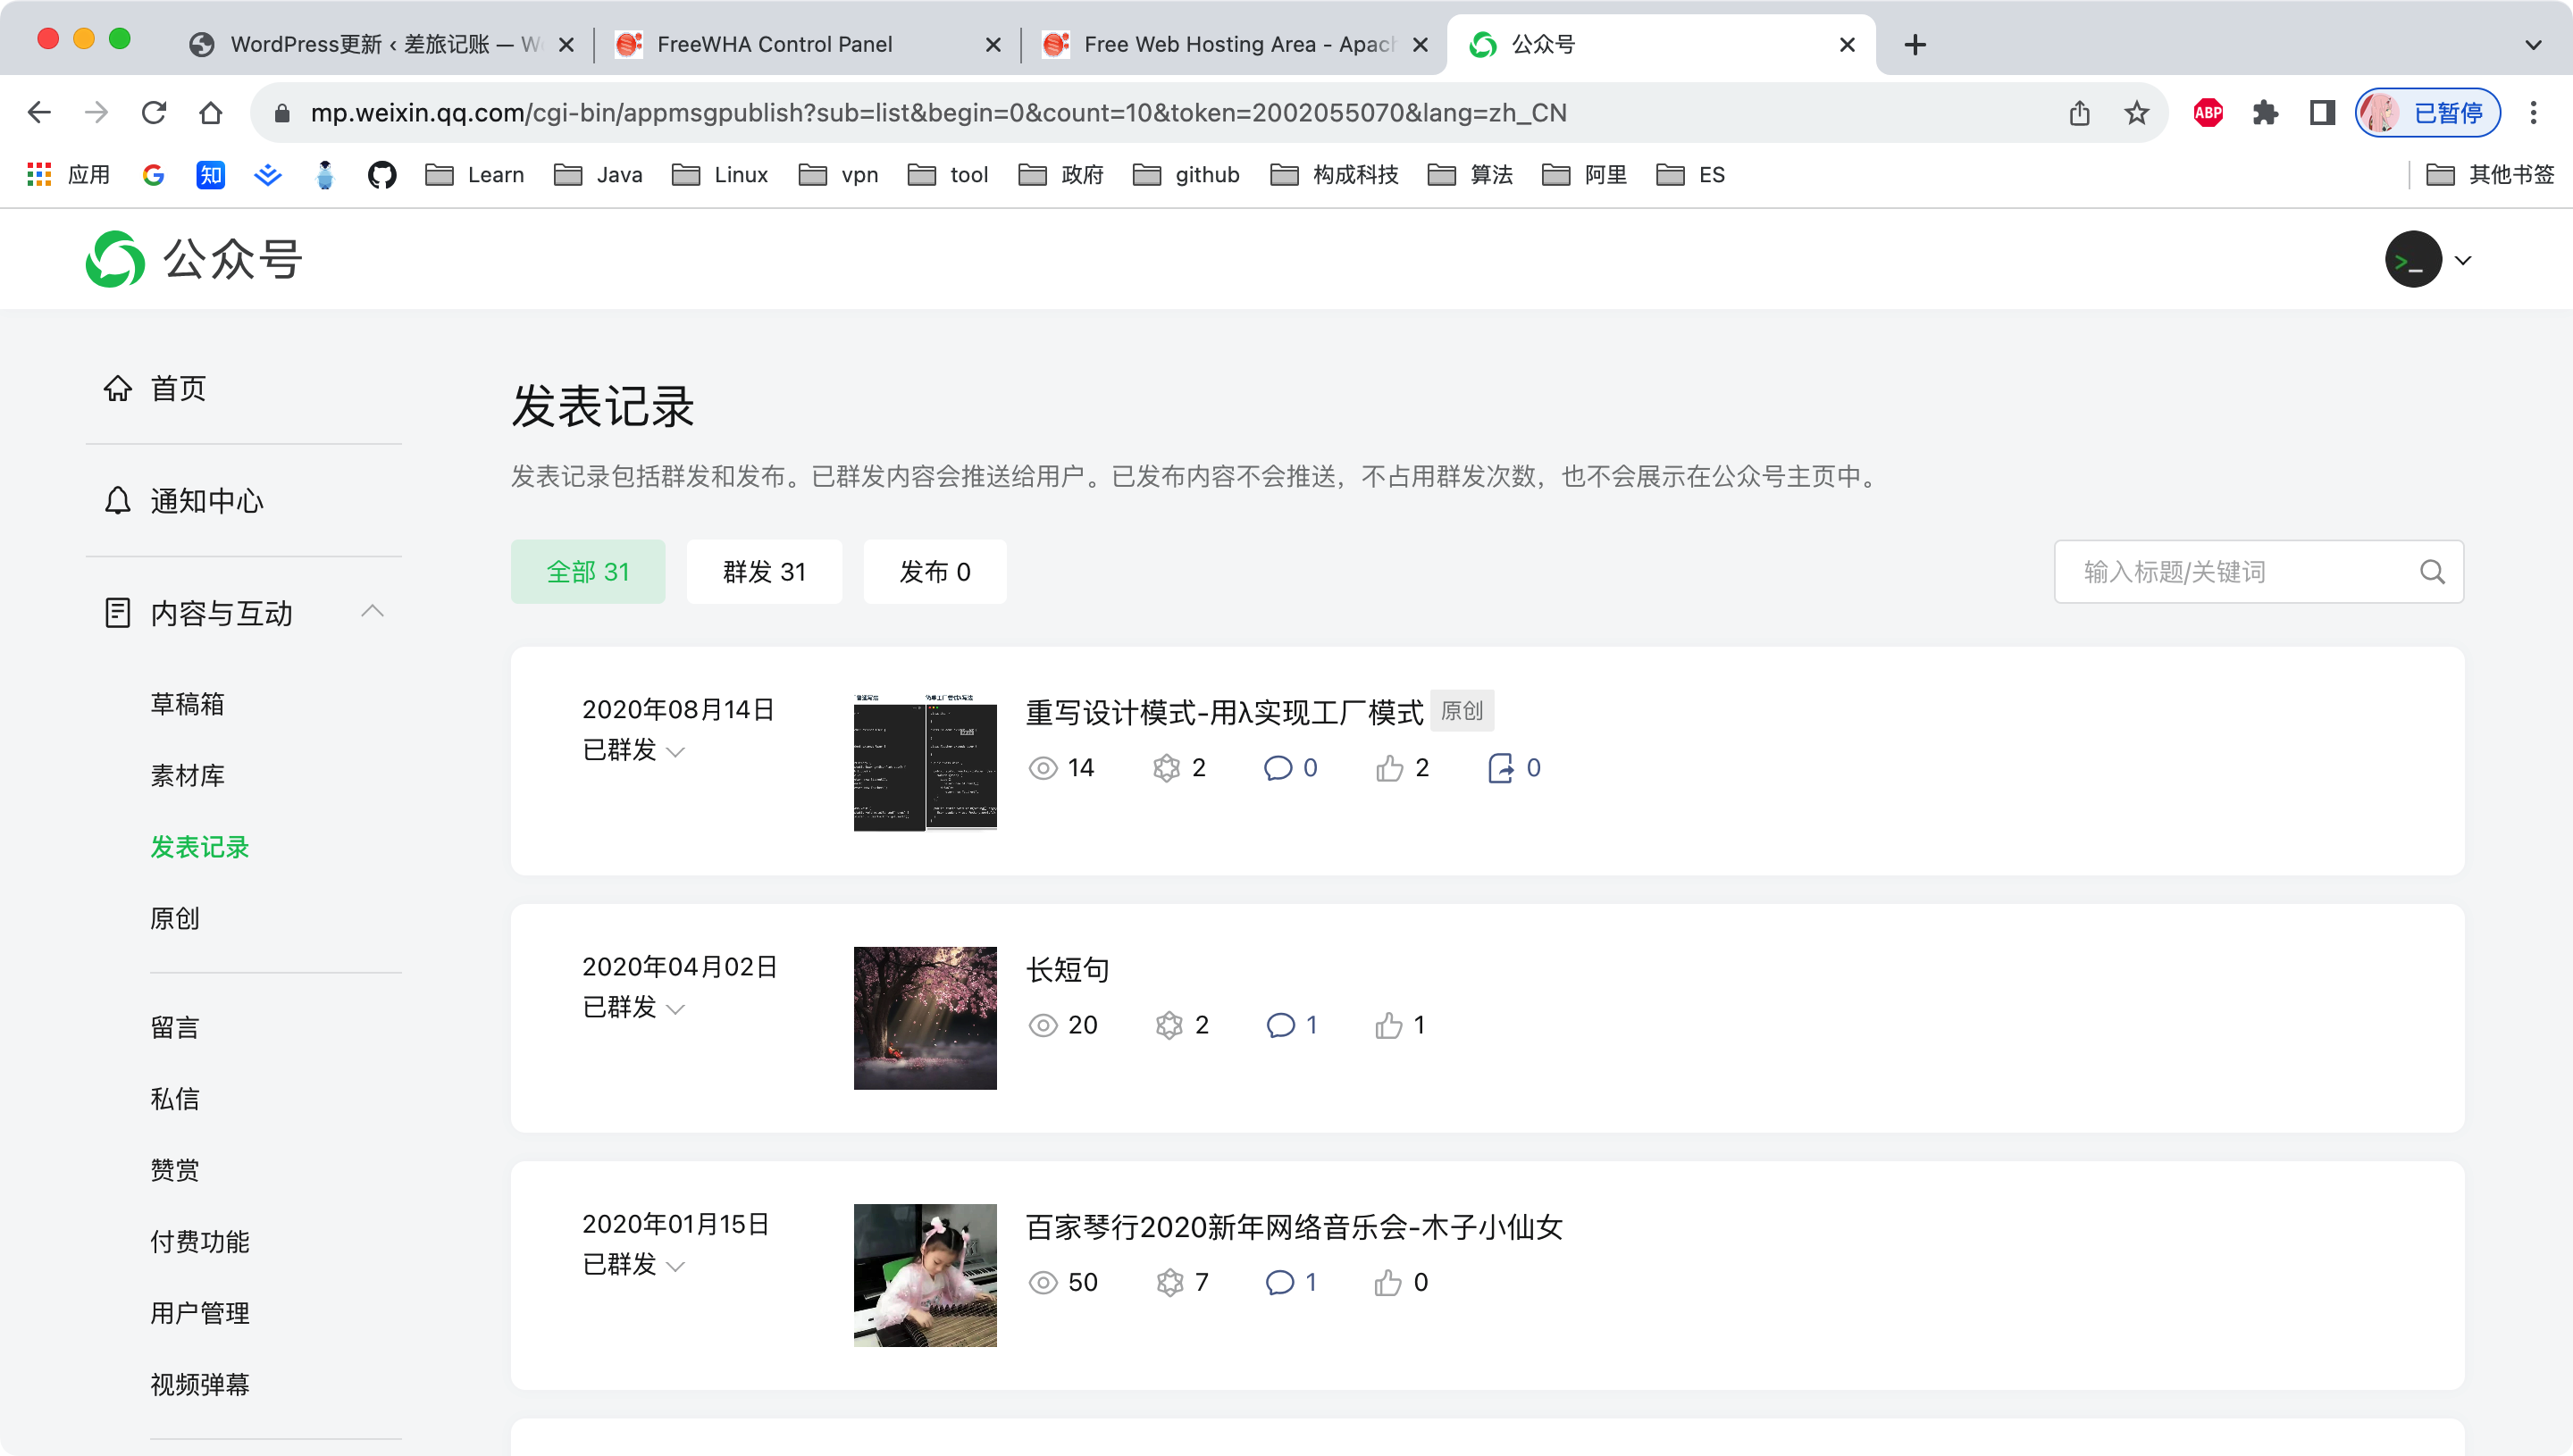 WordPress更新 ‹ 差旅记账 — W
FreeWHA Control Panel
Free Web Hosting Area - Apach
公众号
mp.weixin.qq.com/cgi-bin/appmsgpublish?sub=list&begin=0&count=10&token=2002055070&lang=zh_CN
ABP
已暂停
应用
知
Learn
Java
Linux
vpn
tool
政府
github
构成科技
算法
阿里
ES
其他书签
公众号
>_
首页
通知中心
内容与互动
草稿箱
素材库
发表记录
原创
留言
私信
赞赏
付费功能
用户管理
视频弹幕
发表记录
发表记录包括群发和发布。已群发内容会推送给用户。已发布内容不会推送，不占用群发次数，也不会展示在公众号主页中。
全部 31
群发 31
发布 0
输入标题/关键词
2020年08月14日
已群发
重写设计模式-用λ实现工厂模式 原创
14 2 0 2 0
2020年04月02日
已群发
长短句
20 2 1 1
2020年01月15日
已群发
百家琴行2020新年网络音乐会-木子小仙女
50 7 1 0